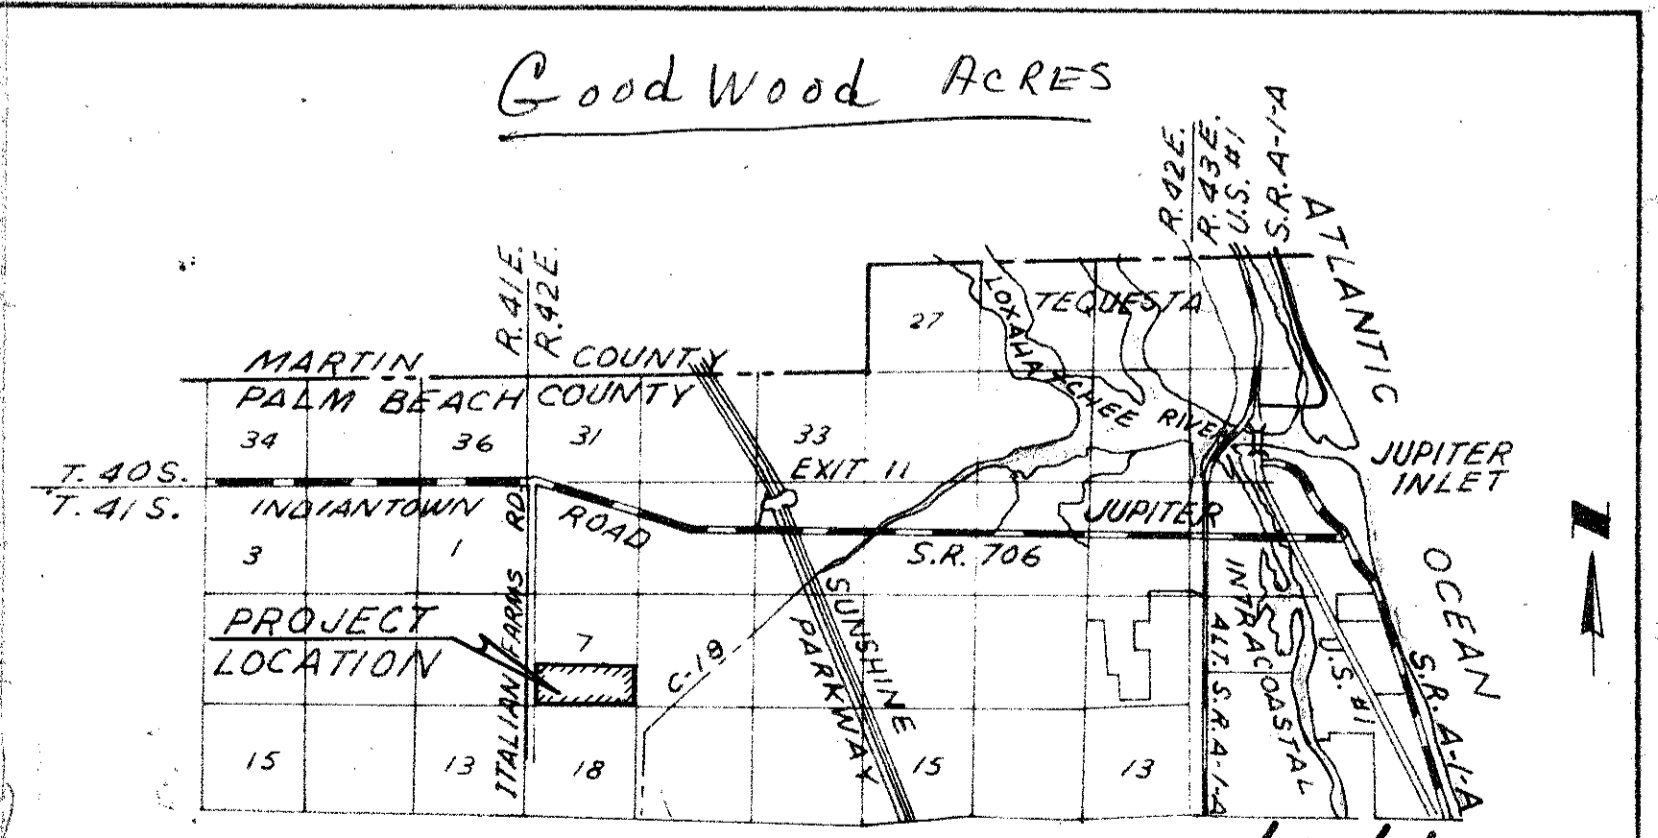 Good Wood ACRES
R.42E.
R.43E.
U.S. #1
S.R. A-1-A
ATLANTIC
OCEAN
R.41E.
R.42E.
27
TEQUESTA
LOXAHATCHEE RIVER
MARTIN COUNTY
PALM BEACH COUNTY
34
36
31
33
EXIT 11
JUPITER
INLET
T. 40S.
T. 41S.
INDIANTOWN ROAD
JUPITER
S.R. 706
3
1
ITALIAN FARMS RD.
PROJECT
LOCATION
7
C-18
SUNSHINE
PARKWAY
INTRACOASTAL
ALT. S.R. A-1-A
U.S. #1
S.R. A-1-A
15
13
18
15
13